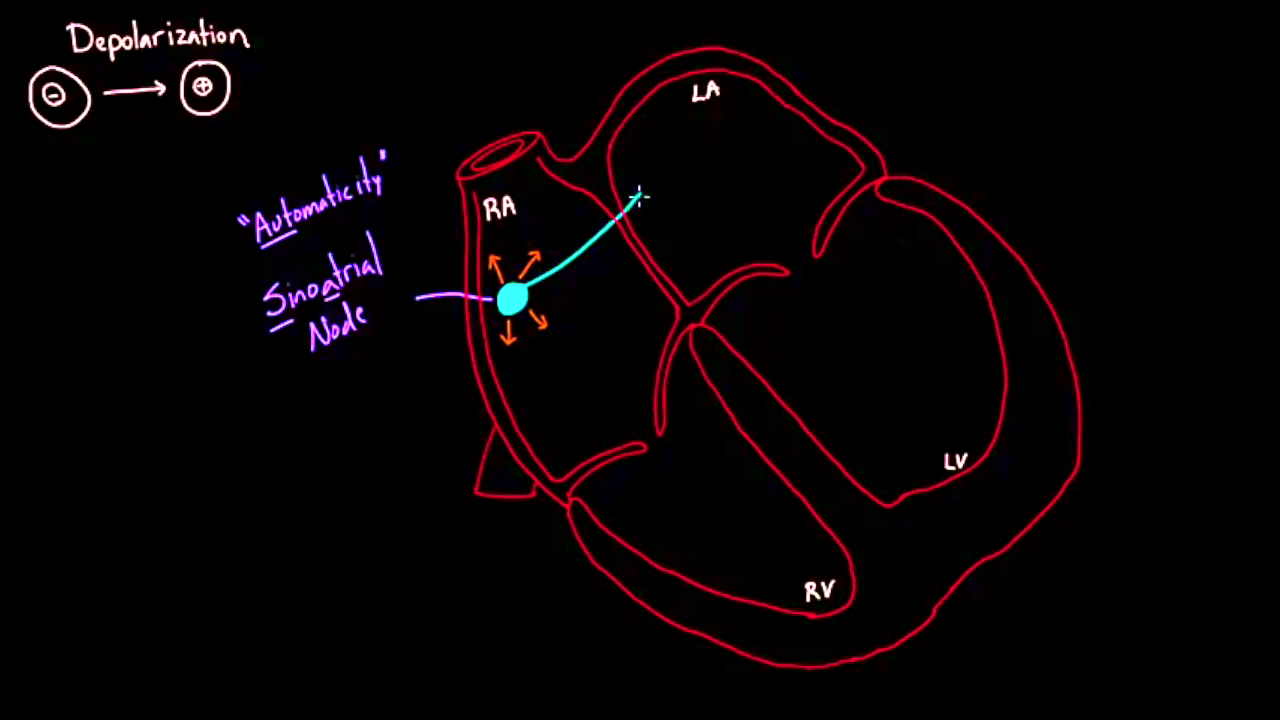 Depolarization
- → +
"Automaticity"
Sinoatrial
Node
RA
LA
LV
RV